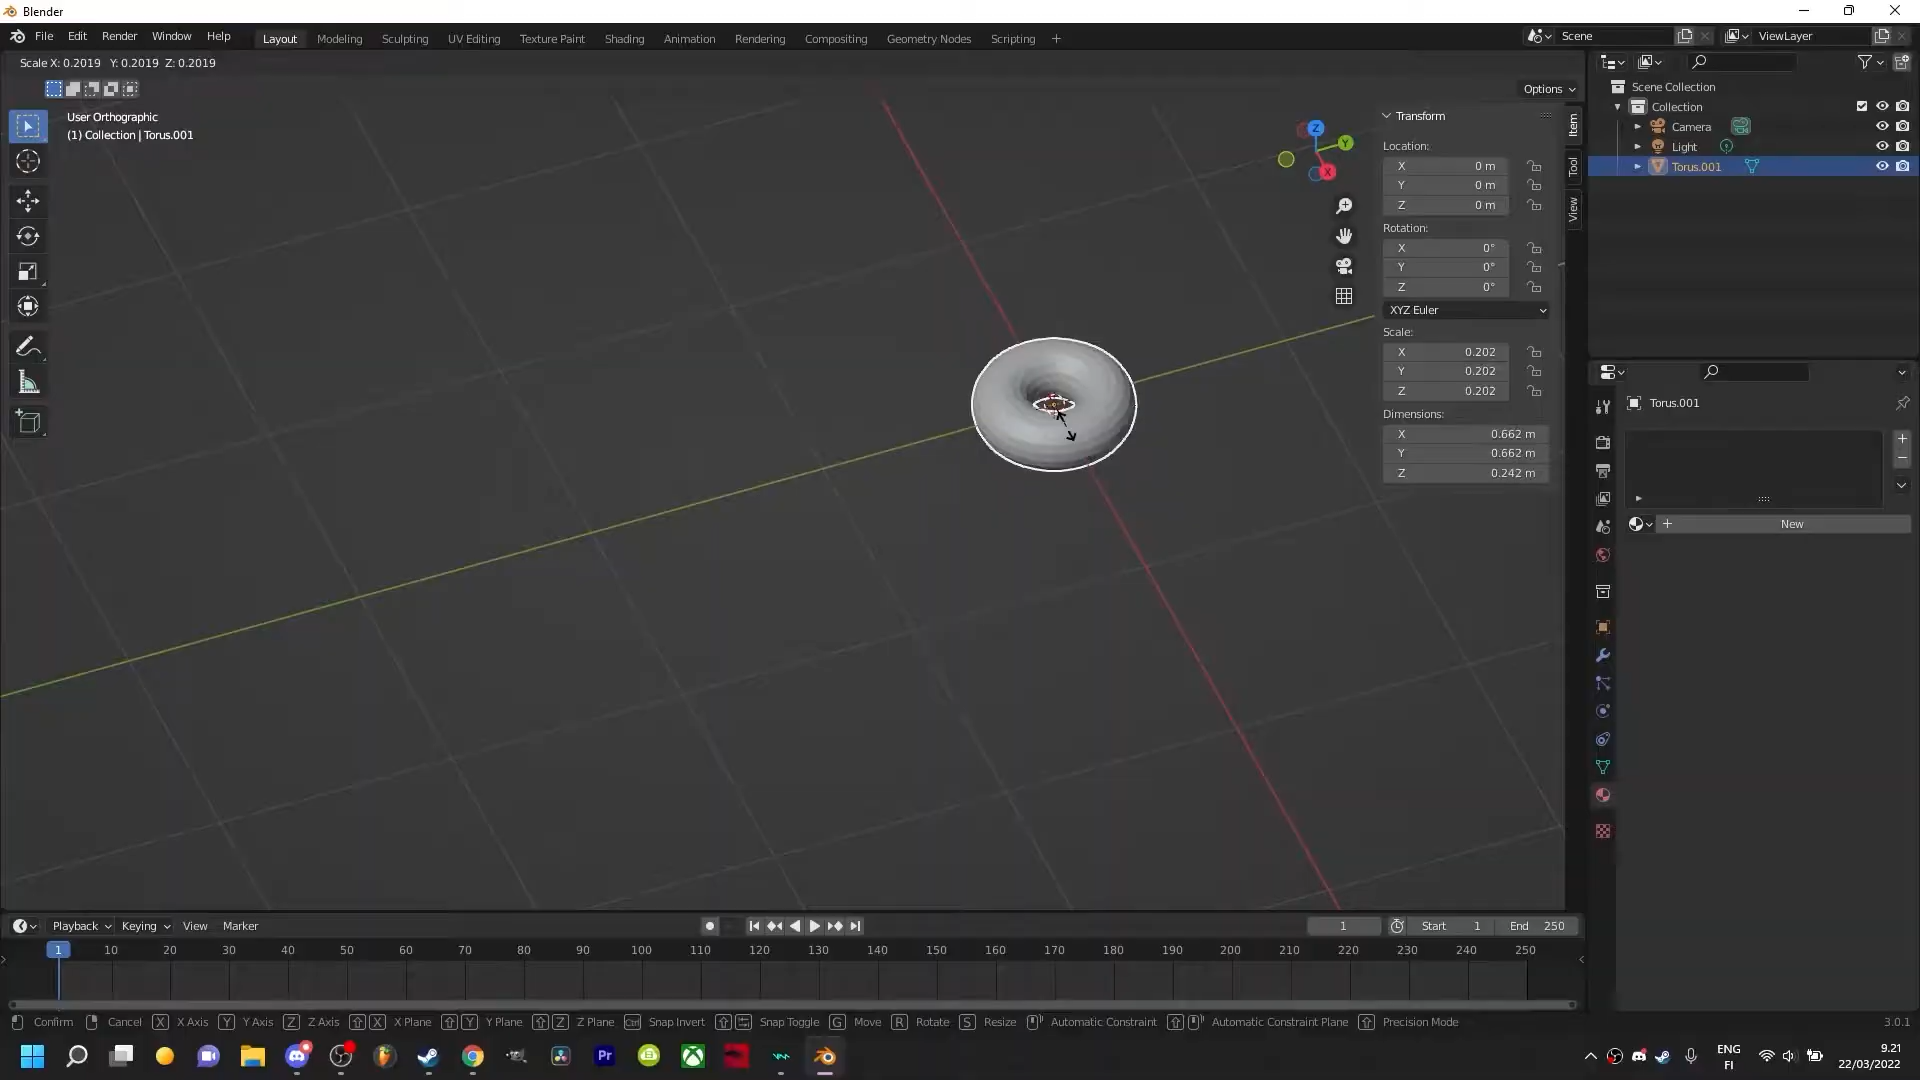 Blender
File Edit Render Window Help Layout Modeling Sculpting UV Editing Texture Paint Shading Animation Rendering Compositing Geometry Nodes Scripting + Scene ViewLayer
Scale X: 0.2019 Y: 0.2019 Z: 0.2019
Options
User Orthographic
(1) Collection | Torus.001
Z
Y
X
Transform
Location:
X 0 m
Y 0 m
Z 0 m
Rotation:
X 0°
Y 0°
Z 0°
XYZ Euler
Scale:
X 0.202
Y 0.202
Z 0.202
Dimensions:
X 0.662 m
Y 0.662 m
Z 0.242 m
Item
Tool
View
Scene Collection
Collection
Camera
Light
Torus.001
Torus.001
New
Playback Keying View Marker 1 Start 1 End 250
1 10 20 30 40 50 60 70 80 90 100 110 120 130 140 150 160 170 180 190 200 210 220 230 240 250
Confirm Cancel X X Axis Y Y Axis Z Z Axis X X Plane Y Y Plane Z Z Plane Ctrl Snap Invert Snap Toggle G Move R Rotate S Resize Automatic Constraint Automatic Constraint Plane Precision Mode 3.0.1
Pr
ENG
FI
9.21
22/03/2022